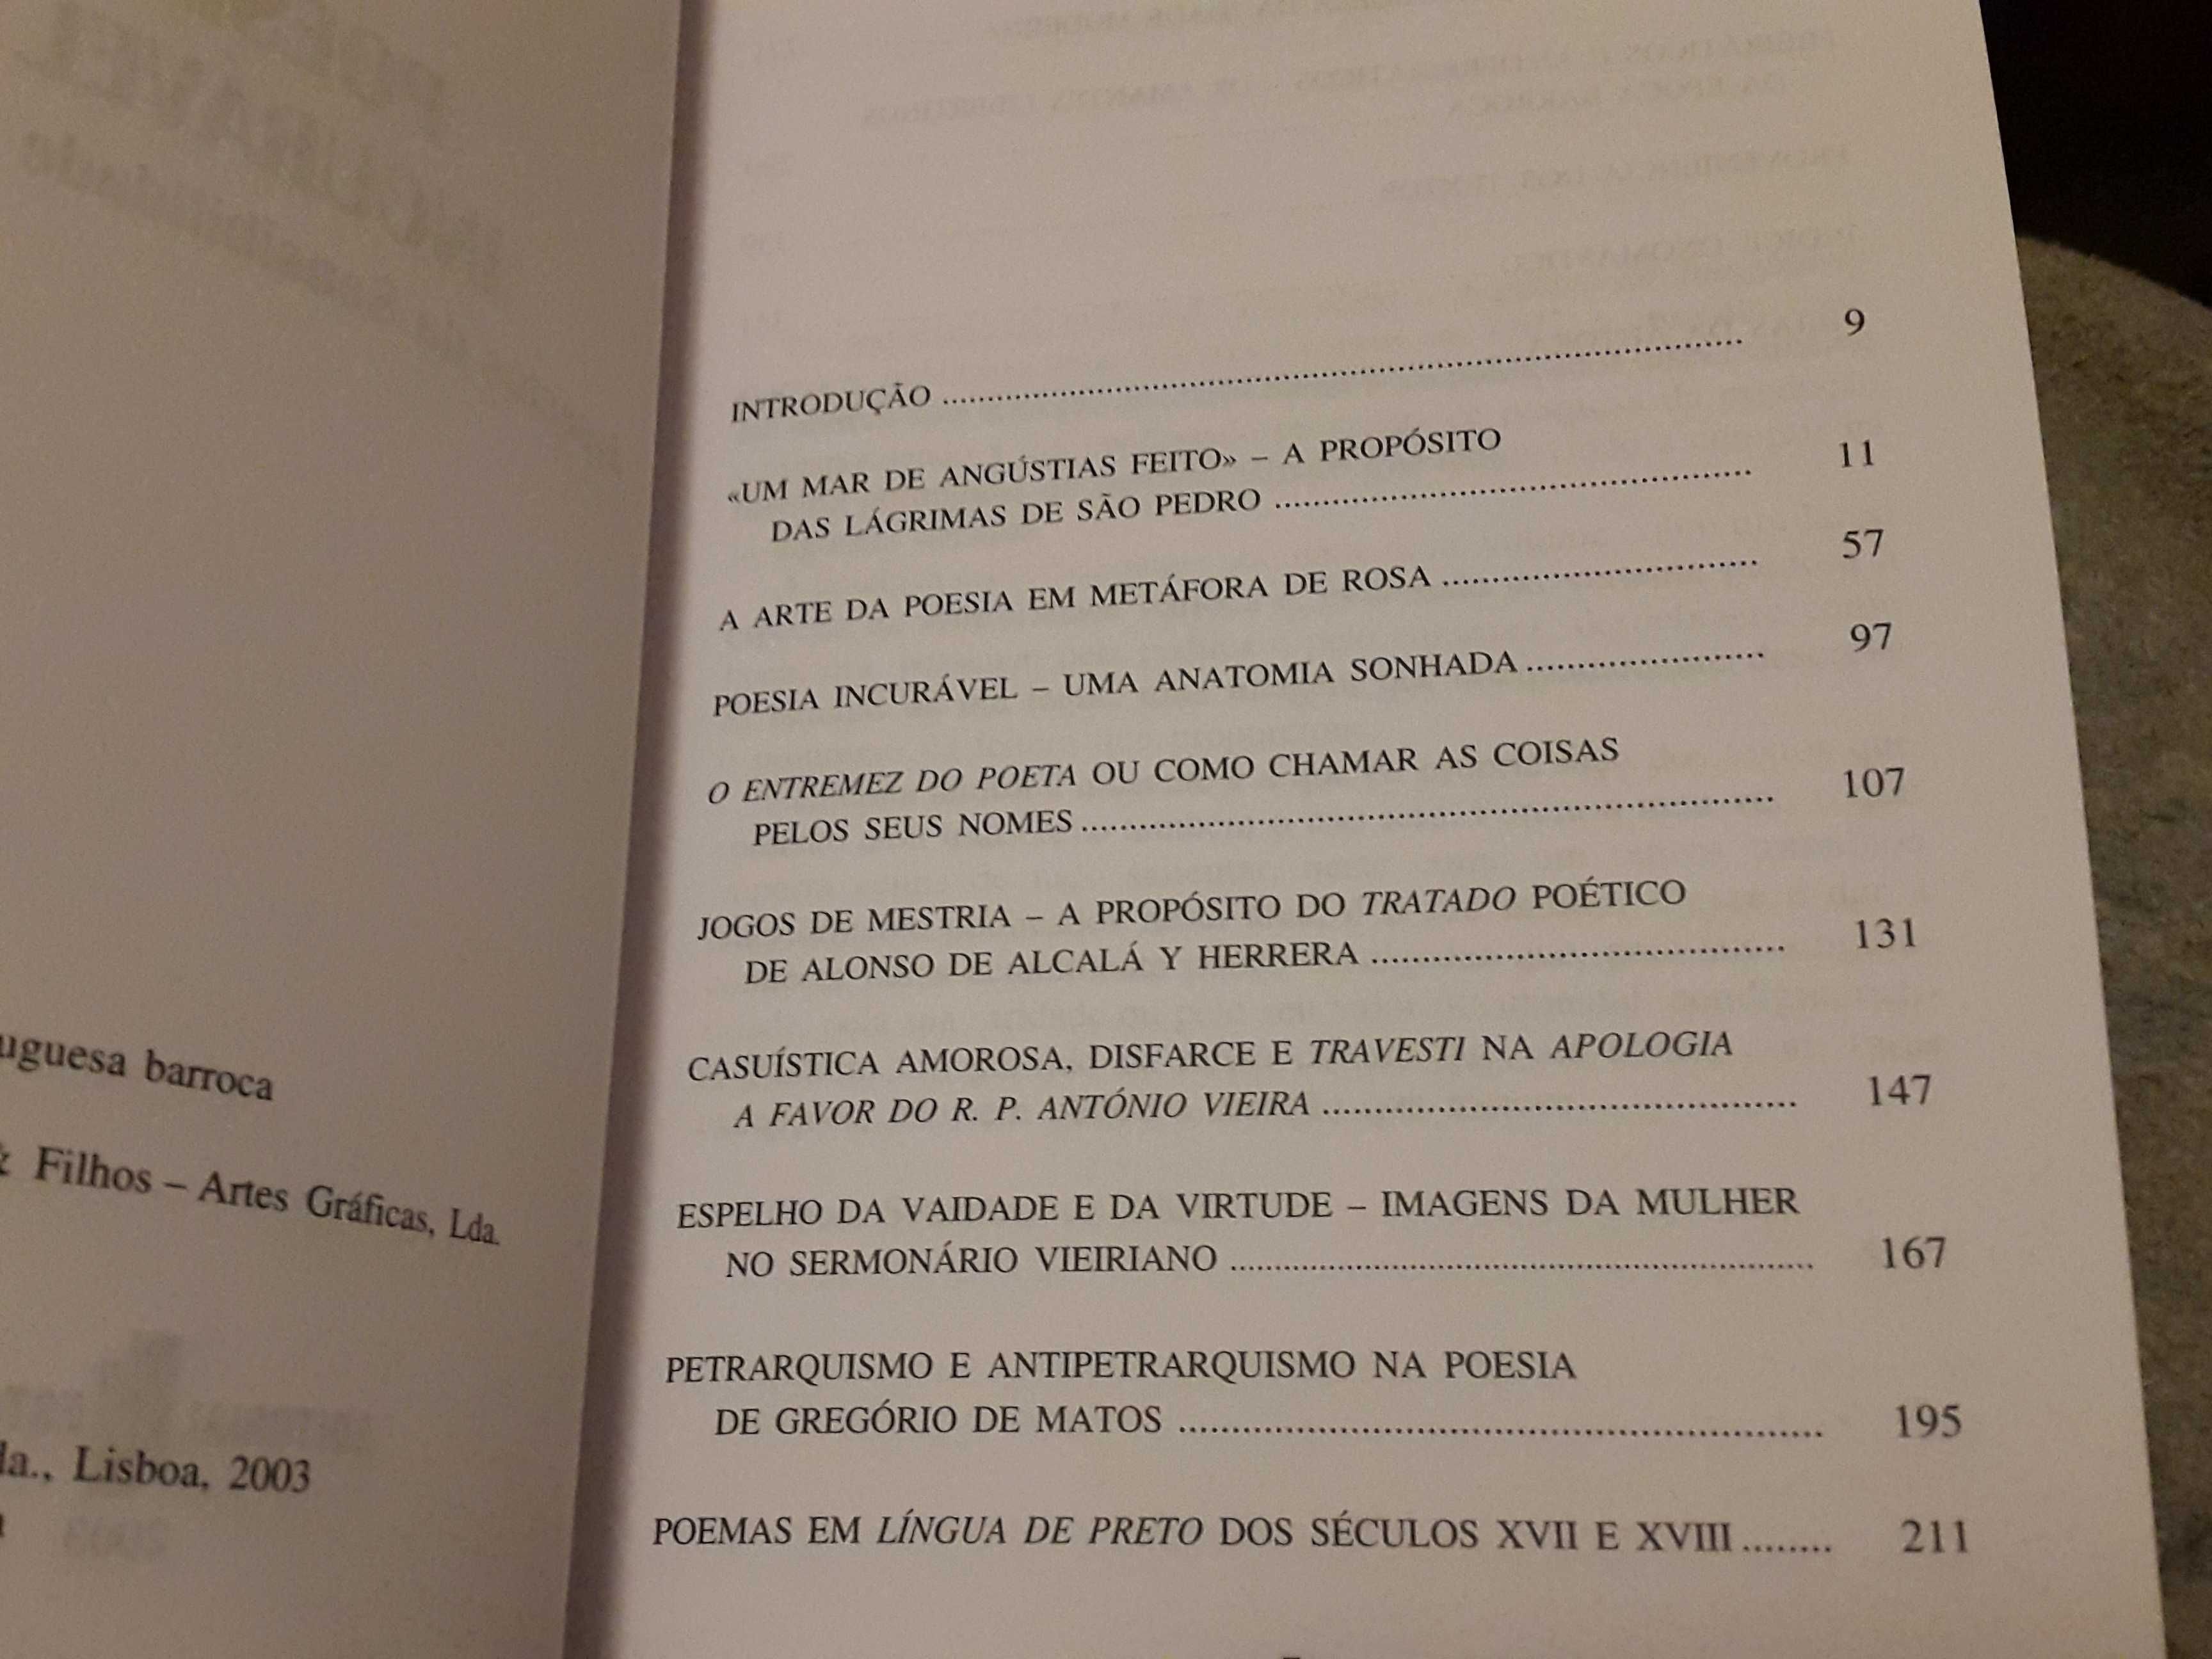 barroca
Filhos – Artes Gráficas, Lda.
Lisboa, 2003
INTRODUÇÃO ........ 9
«UM MAR DE ANGÚSTIAS FEITO» – A PROPÓSITO
DAS LÁGRIMAS DE SÃO PEDRO ........ 11
A ARTE DA POESIA EM METÁFORA DE ROSA ........ 57
POESIA INCURÁVEL – UMA ANATOMIA SONHADA ........ 97
O ENTREMEZ DO POETA OU COMO CHAMAR AS COISAS
PELOS SEUS NOMES ........ 107
JOGOS DE MESTRIA – A PROPÓSITO DO TRATADO POÉTICO
DE ALONSO DE ALCALÁ Y HERRERA ........ 131
CASUÍSTICA AMOROSA, DISFARCE E TRAVESTI NA APOLOGIA
A FAVOR DO R. P. ANTÓNIO VIEIRA ........ 147
ESPELHO DA VAIDADE E DA VIRTUDE – IMAGENS DA MULHER
NO SERMONÁRIO VIEIRIANO ........ 167
PETRARQUISMO E ANTIPETRARQUISMO NA POESIA
DE GREGÓRIO DE MATOS ........ 195
POEMAS EM LÍNGUA DE PRETO DOS SÉCULOS XVII E XVIII ........ 211